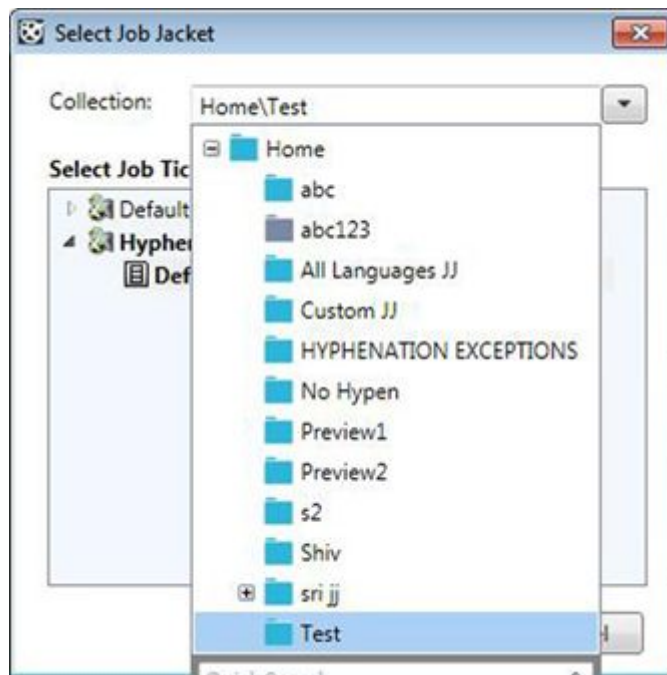 Select Job Jacket
Collection:
Home\Test
Home
Select Job Tic
abc
Default
abc123
Hyphe
All Languages JJ
Def
Custom JJ
HYPHENATION EXCEPTIONS
No Hypen
Preview1
Preview2
s2
Shiv
sri jj
Test